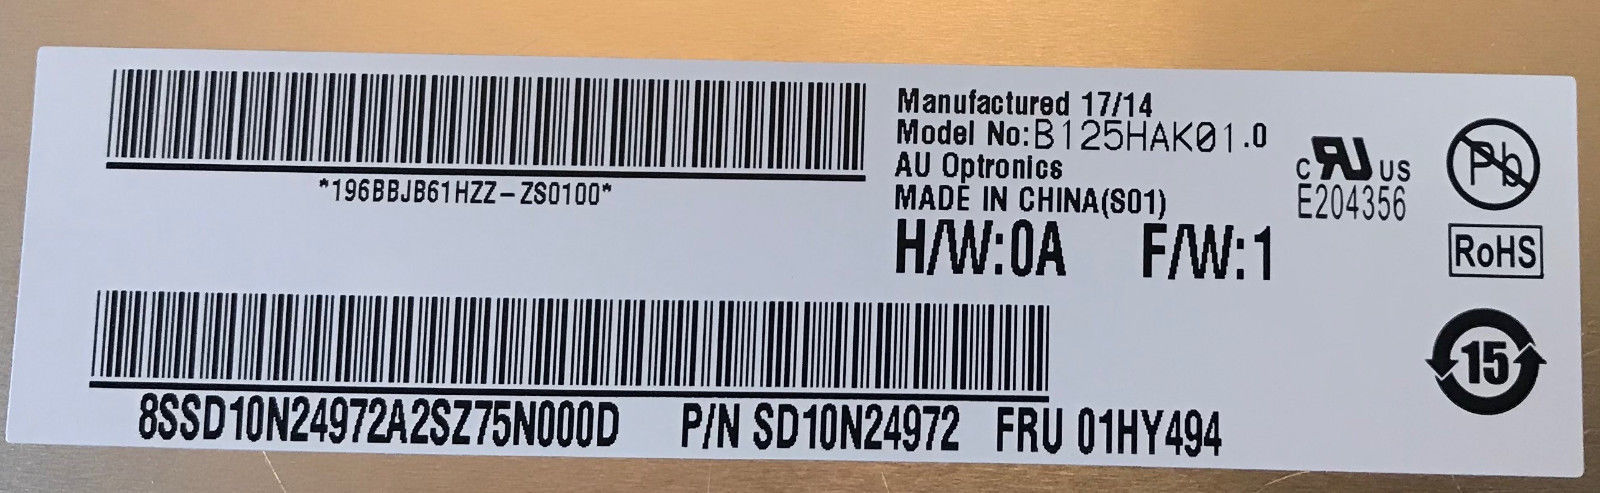 *196BBJB61HZZ-ZS0100*
Manufactured 17/14
Model No:B125HAK01.0
AU Optronics
MADE IN CHINA(S01)
H/W:0A F/W:1
c RU US
E204356
Pb
RoHS
15
8SSD10N24972A2SZ75N000D P/N SD10N24972 FRU 01HY494